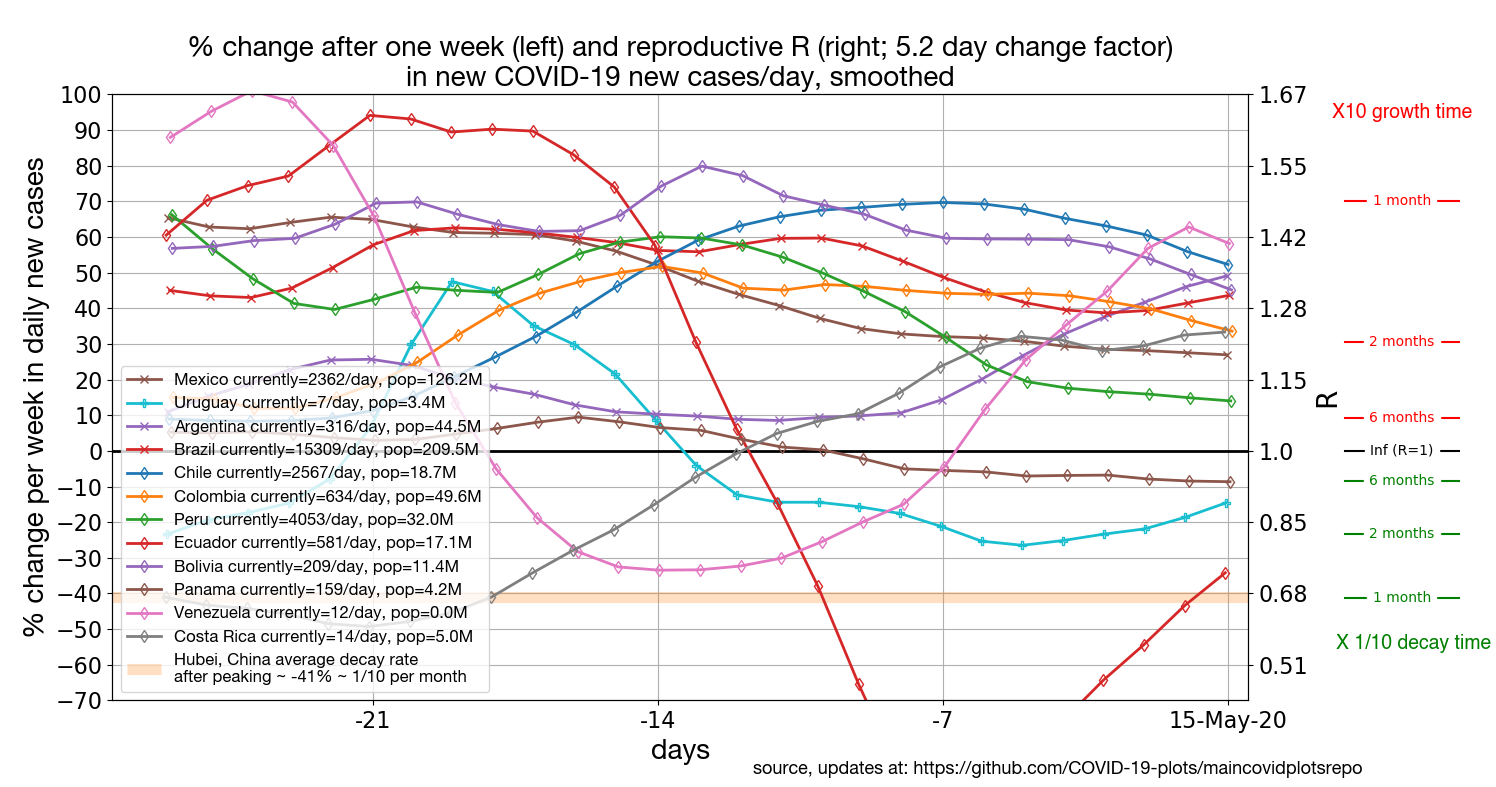 % change after one week (left) and reproductive R (right; 5.2 day change factor)
in new COVID-19 new cases/day, smoothed
% change per week in daily new cases
100
90
80
70
60
50
40
30
20
10
0
−10
−20
−30
−40
−50
−60
−70
Mexico currently=2362/day, pop=126.2M
Uruguay currently=7/day, pop=3.4M
Argentina currently=316/day, pop=44.5M
Brazil currently=15309/day, pop=209.5M
Chile currently=2567/day, pop=18.7M
Colombia currently=634/day, pop=49.6M
Peru currently=4053/day, pop=32.0M
Ecuador currently=581/day, pop=17.1M
Bolivia currently=209/day, pop=11.4M
Panama currently=159/day, pop=4.2M
Venezuela currently=12/day, pop=0.0M
Costa Rica currently=14/day, pop=5.0M
Hubei, China average decay rate
after peaking ~ -41% ~ 1/10 per month
-21
-14
-7
15-May-20
days
1.67
1.55
1.42
1.28
1.15
1.0
0.85
0.68
0.51
R
X10 growth time
1 month
2 months
6 months
Inf (R=1)
6 months
2 months
1 month
X 1/10 decay time
source, updates at: https://github.com/COVID-19-plots/maincovidplotsrepo